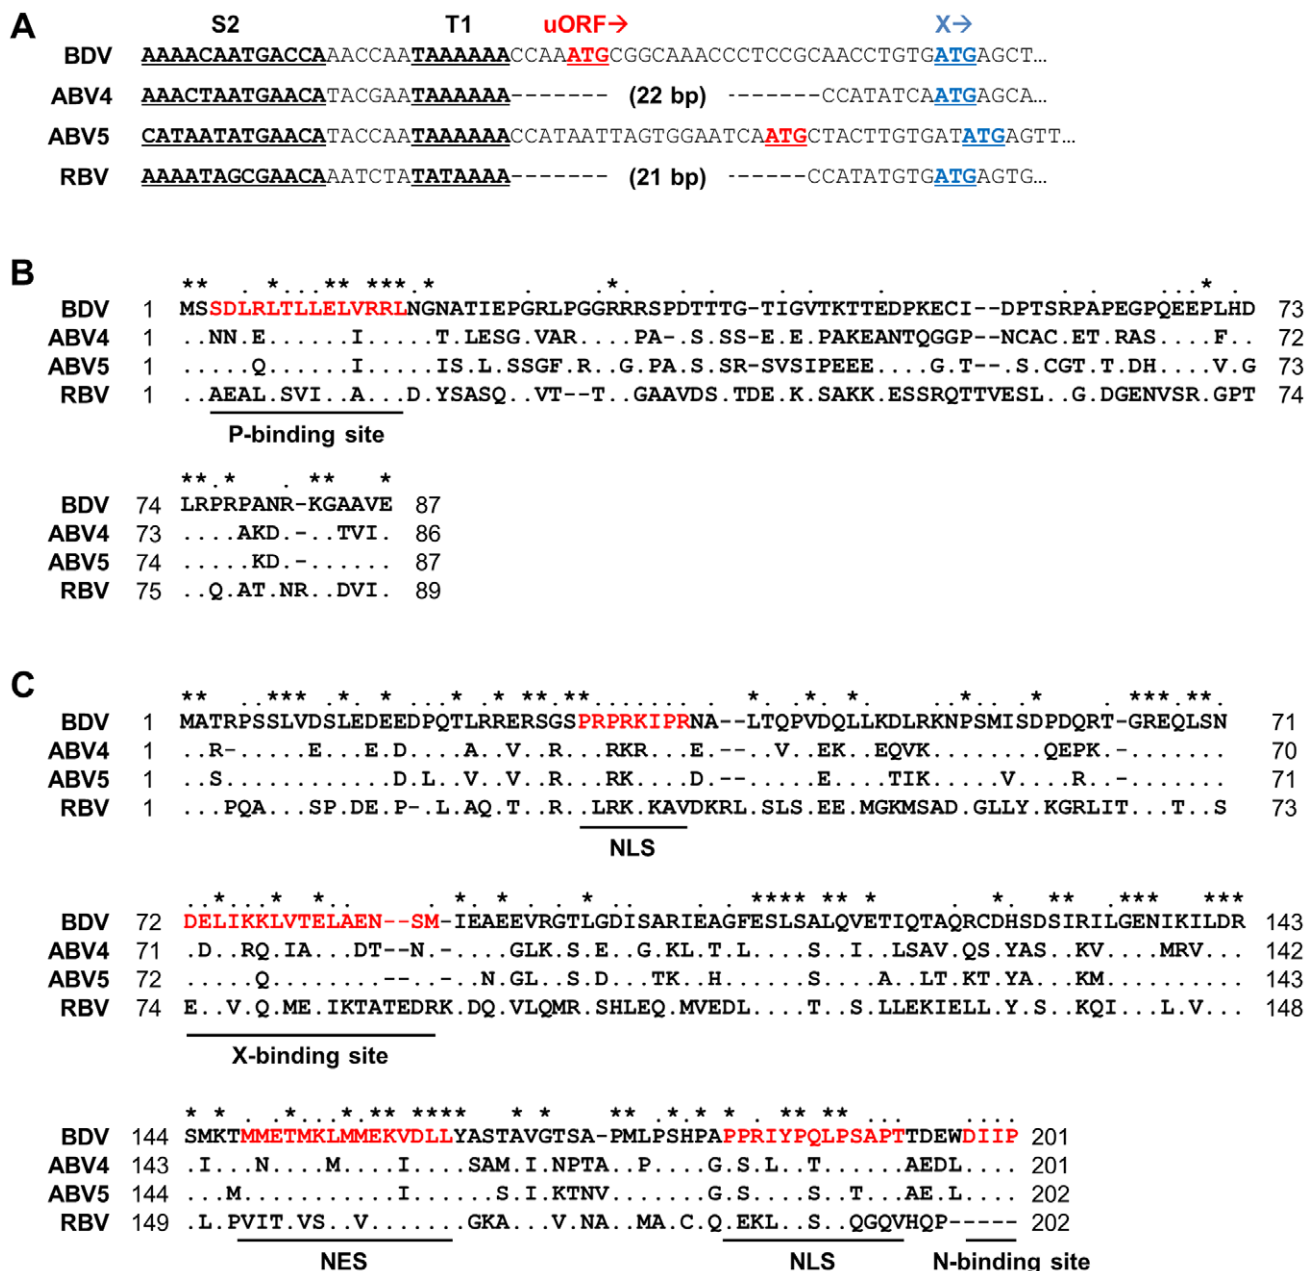 A
S2 T1 uORF→ X→
BDV AAAACAATGACCAAACCAATAAAAAACCAAATGCGGCAAACCCTCCGCAACCTGTGATGAGCT...
ABV4 AAACTAATGAACATACGAATAAAAAA------- (22 bp) -------CCATATCAATGAGCA...
ABV5 CATAATATGAACATACCAATAAAAAACCATAATTAGTGGAATCAATGCTACTTGTGATATGAGTT...
RBV AAAATAGCGAACAAATCTATATAAAA------- (21 bp) ------CCATATGTGATGAGTG...
B
** . *. . . ** ***.* . *. . . . . . . . . * .
BDV 1 MSSDLRLTLLELVRRLNGNATIEPGRLPGGRRRSPDTTTG-TIGVTKTTEDPKECI--DPTSRPAPEGPQEEPLHD 73
ABV4 1 ..NN.E......I.....T.LESG.VAR....PA-.S.SS-E.E.PAKEANTQGGP--NCAC.ET.RAS....F.. 72
ABV5 1 .....Q......I.....IS.L.SSGF.R..G.PA.S.SR-SVSIPEEE....G.T--..S.CGT.T.DH....V.G 73
RBV 1 ..AEAL.SVI..A...D.YSASQ..VT--T..GAAVDS.TDE.K.SAKK.ESSRQTTVESL..G.DGENVSR.GPT 74
P-binding site
**.* . ** *
BDV 74 LRPRPANR-KGAAVE 87
ABV4 73 ....AKD.-..TVI. 86
ABV5 74 .....KD.-...... 87
RBV 75 ..Q.AT.NR..DVI. 89
C
** ..*** * * * * ** **....... . * . * * * *** **
BDV 1 MATRPSSLVDSLEDEEDPQTLRRERSGSPRPRKIPRNA--LTQPVDQLLKDLRKNPSMISDPDQRT-GREQLSN 71
ABV4 1 ..R-.....E...E.D....A..V..R...RKR...E.--..V..EK..EQVK........QEPK.-....... 70
ABV5 1 ..S............D.L..V..V..R...RK....D.--.....E....TIK.....V....R..-....... 71
RBV 1 ...PQA...SP.DE.P-.L.AQ.T..R..LRK.KAVDKRL.SLS.EE.MGKMSAD.GLLY.KGRLIT...T..S 73
NLS
..* * * .. . * * * **** ** * * * *** ***
BDV 72 DELIKKLVTELAEN--SM-IEAEEVRGTLGDISARIEAGFESLSALQVETIQTAQRCDHSDSIRILGENIKILDR 143
ABV4 71 .D..RQ.IA...DT--N.-....GLK.S.E..G.KL.T.L....S..I..LSAV.QS.YAS..KV....MRV... 142
ABV5 72 .....Q........--..-..N.GL..S.D...TK..H......S....A..LT.KT.YA...KM.......... 143
RBV 74 E..V.Q.ME.IKTATEDRK.DQ.VLQMR.SHLEQ.MVEDL....T..S.LLEKIELL.Y.S..KQI...L.V... 148
X-binding site
* * . *...*.** **** * * ** . *.* * ** ** .. ....
BDV 144 SMKTMMETMKLMMEKVDLLYASTAVGTSA-PMLPSHPAPPRIYPQLPSAPTTDEWDIIP 201
ABV4 143 .I...N....M....I....SAM.I.NPTA..P....G.S.L..T......AEDL.... 201
ABV5 144 ...M...........I......S.I.KTNV.......G.S....S..T...AE.L.... 202
RBV 149 .L.PVIT.VS..V.......GKA...V.NA..MA.C.Q.EKL..S..QGQVHQP----- 202
NES NLS N-binding site